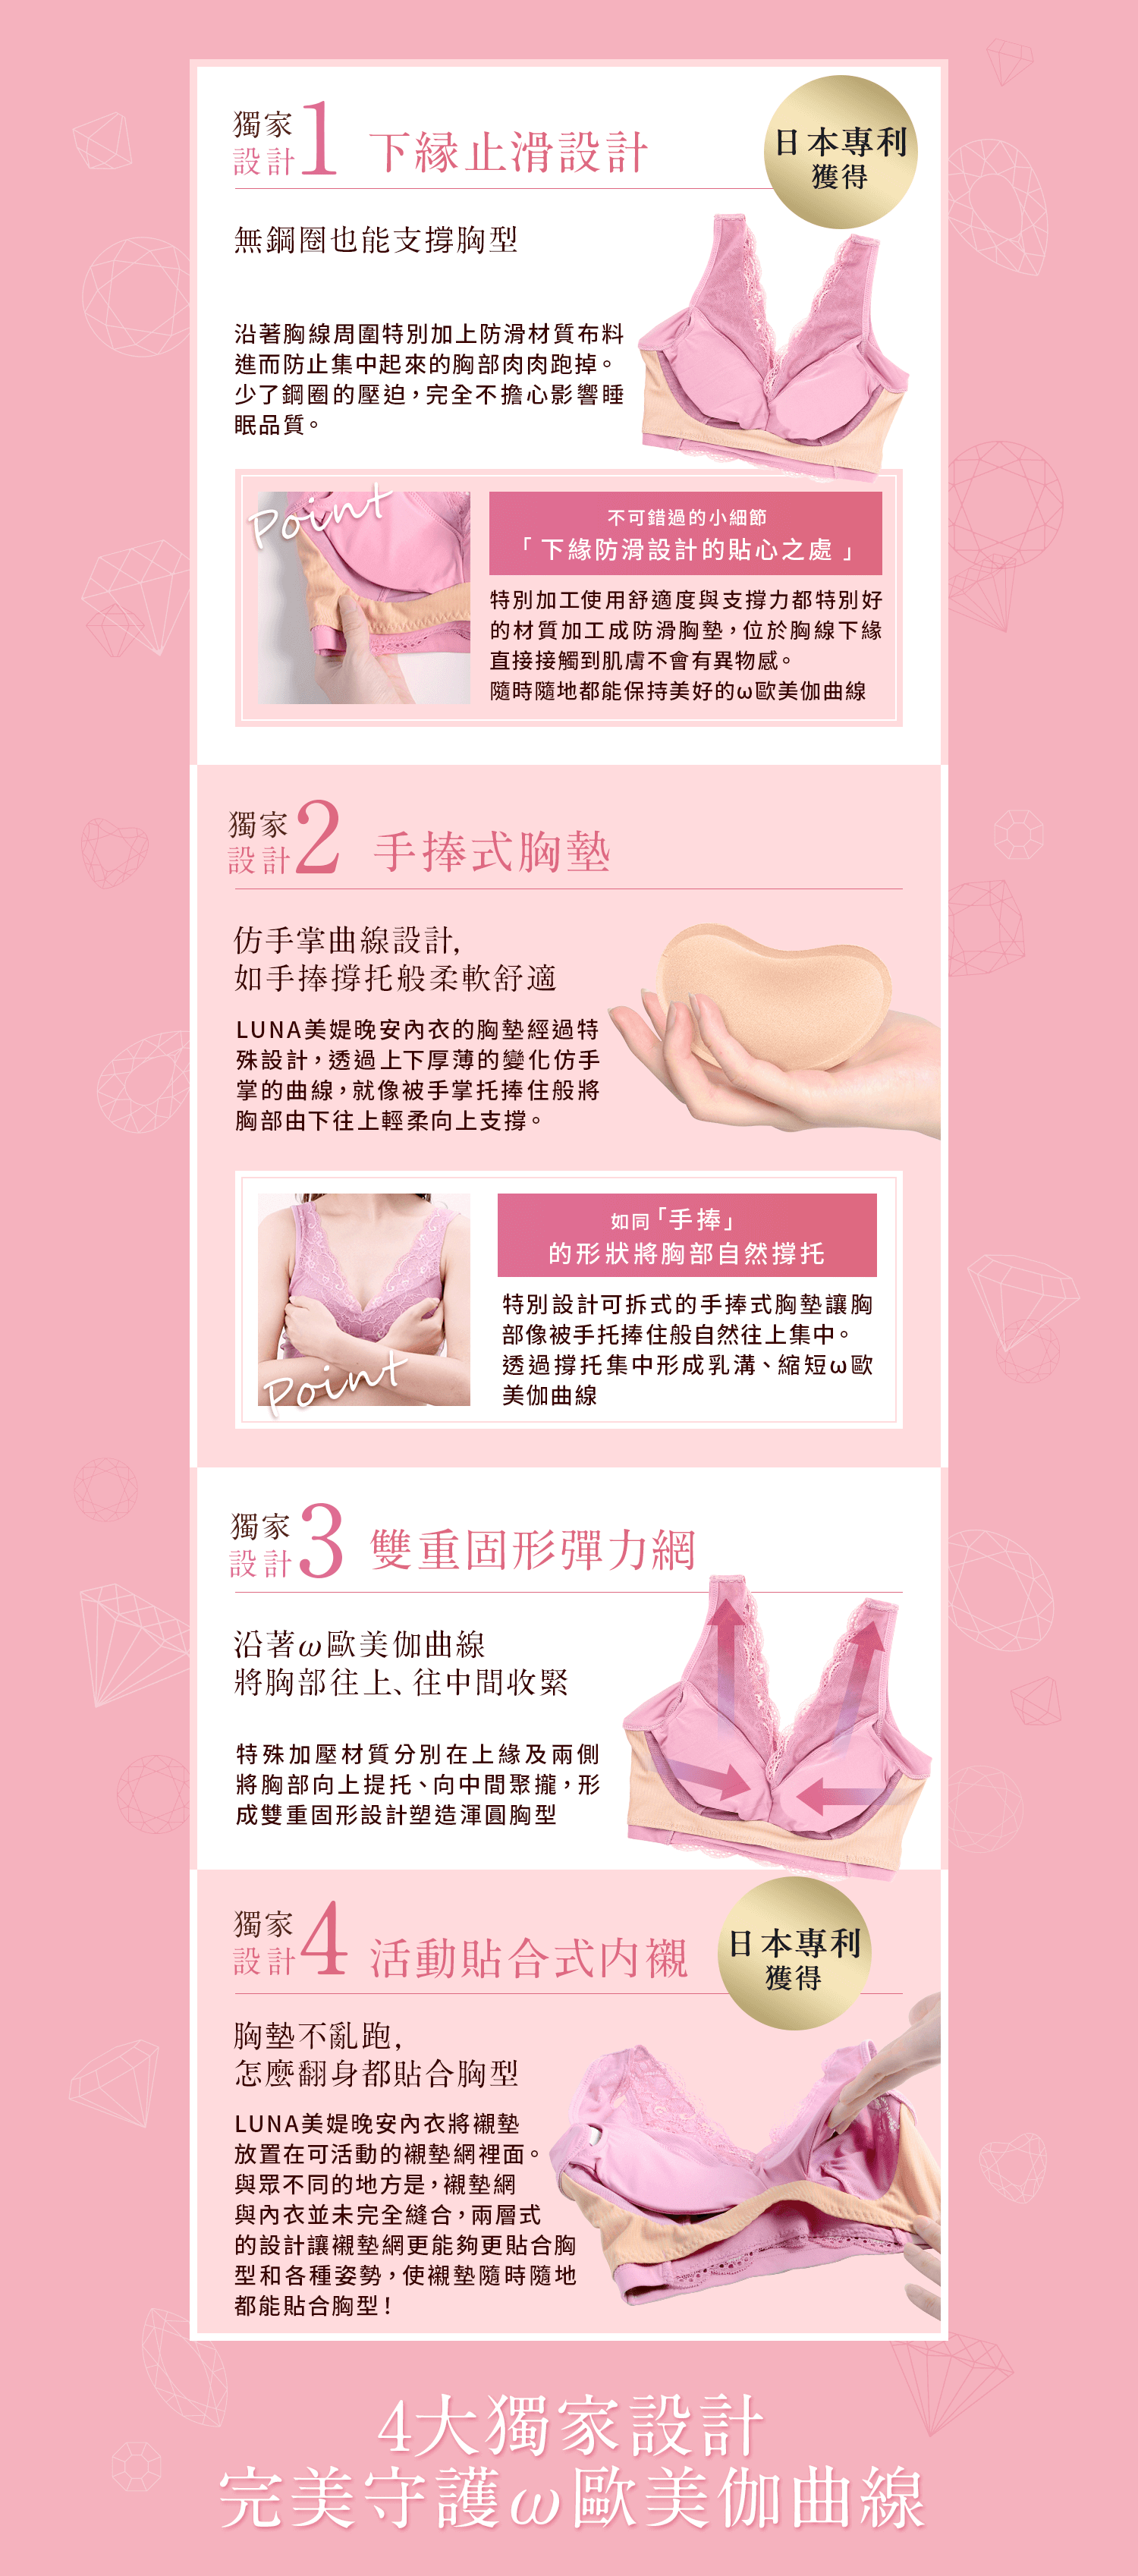 獨家
設計1 下緣止滑設計
日本專利
獲得
無鋼圈也能支撐胸型
沿著胸線周圍特別加上防滑材質布料
進而防止集中起來的胸部肉肉跑掉。
少了鋼圈的壓迫，完全不擔心影響睡
眠品質。
Point
不可錯過的小細節
「下緣防滑設計的貼心之處」
特別加工使用舒適度與支撐力都特別好
的材質加工成防滑胸墊，位於胸線下緣
直接接觸到肌膚不會有異物感。
隨時隨地都能保持美好的ω歐美伽曲線
獨家
設計2 手捧式胸墊
仿手掌曲線設計,
如手捧撐托般柔軟舒適
LUNA美媞晚安內衣的胸墊經過特
殊設計，透過上下厚薄的變化仿手
掌的曲線，就像被手掌托捧住般將
胸部由下往上輕柔向上支撐。
Point
如同「手捧」
的形狀將胸部自然撐托
特別設計可拆式的手捧式胸墊讓胸
部像被手托捧住般自然往上集中。
透過撐托集中形成乳溝、縮短ω歐
美伽曲線
獨家
設計3 雙重固形彈力網
沿著ω歐美伽曲線
將胸部往上、往中間收緊
特殊加壓材質分別在上緣及兩側
將胸部向上提托、向中間聚攏，形
成雙重固形設計塑造渾圓胸型
獨家
設計4 活動貼合式內襯
日本專利
獲得
胸墊不亂跑,
怎麼翻身都貼合胸型
LUNA美媞晚安內衣將襯墊
放置在可活動的襯墊網裡面。
與眾不同的地方是，襯墊網
與內衣並未完全縫合，兩層式
的設計讓襯墊網更能夠更貼合胸
型和各種姿勢，使襯墊隨時隨地
都能貼合胸型！
4大獨家設計
完美守護ω歐美伽曲線